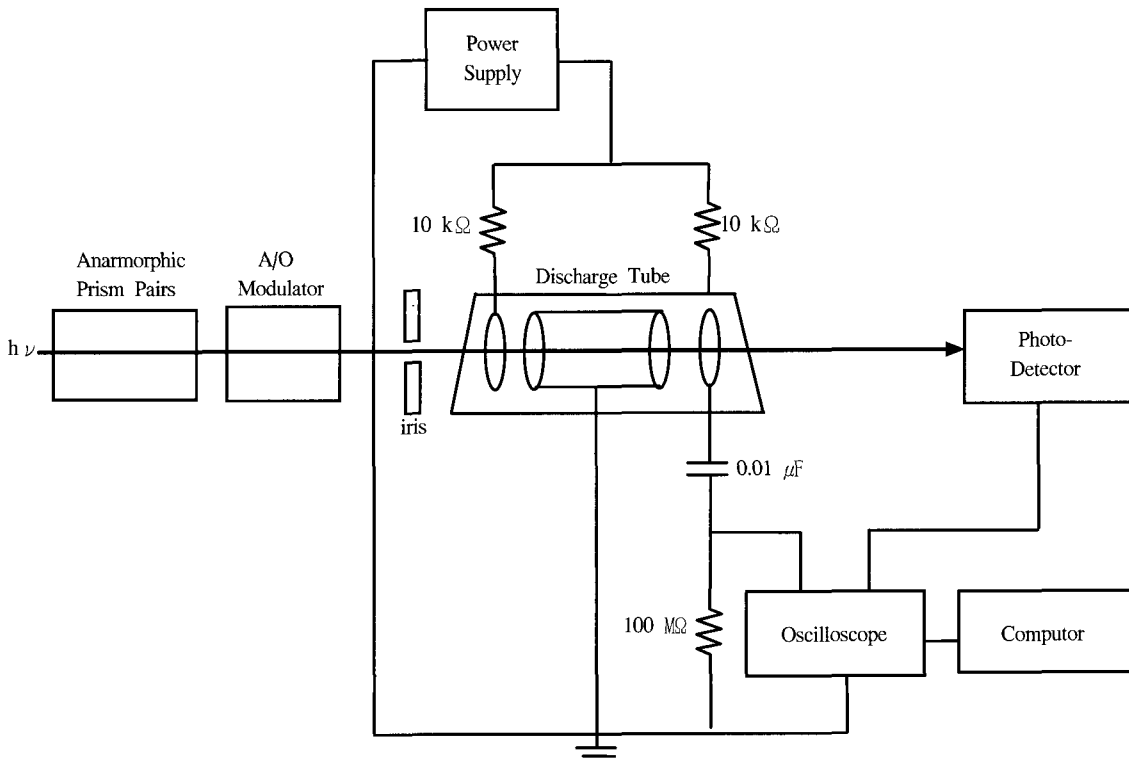 Power
Supply
10 kΩ
10 kΩ
Anarmorphic
Prism Pairs
A/O
Modulator
Discharge Tube
h ν
Photo-
Detector
iris
0.01 μF
100 MΩ
Oscilloscope
Computor